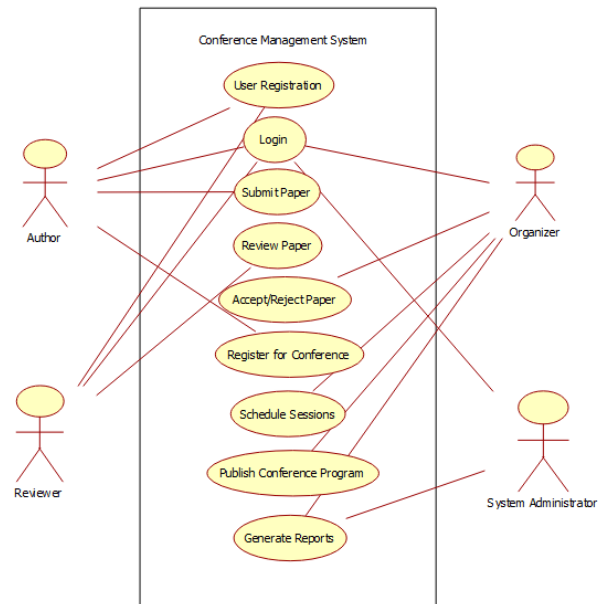 Conference Management System
User Registration
Login
Submit Paper
Author
Organizer
Review Paper
Accept/Reject Paper
Register for Conference
Schedule Sessions
Reviewer
Publish Conference Program
System Administrator
Generate Reports